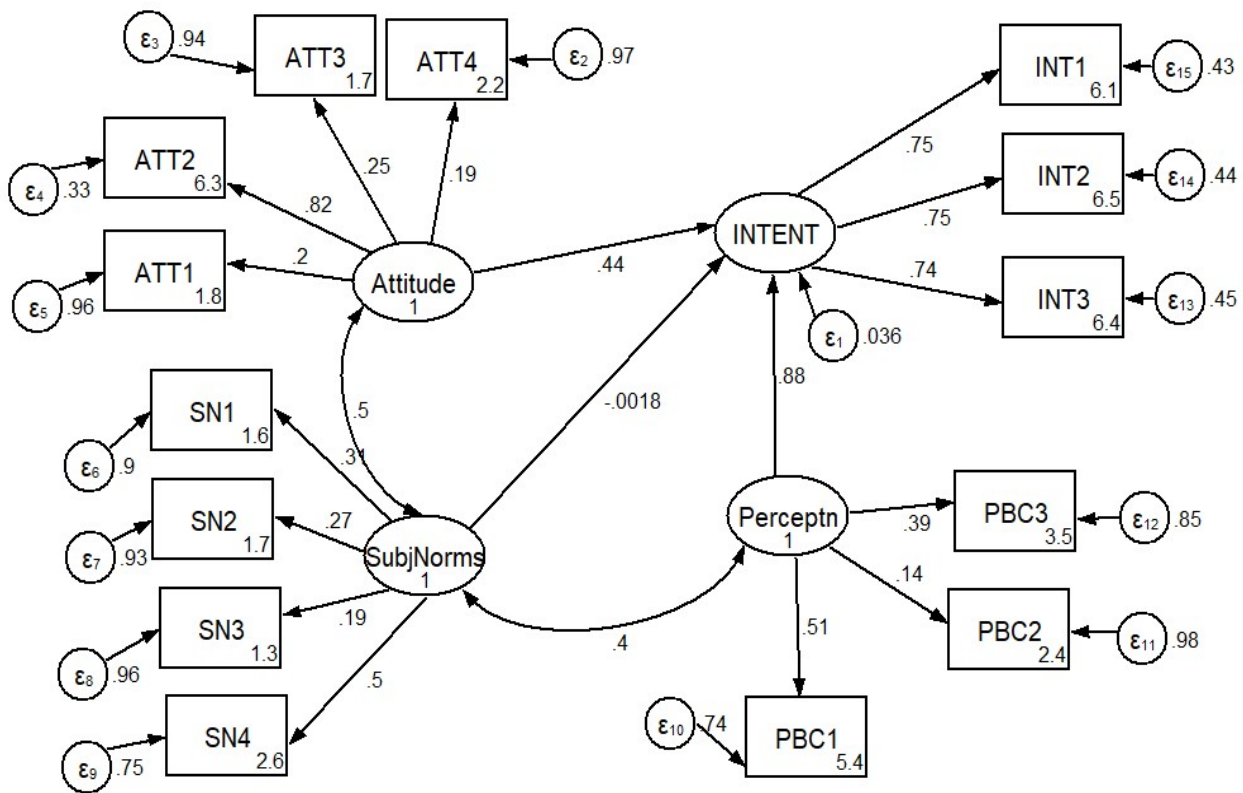 ε3 .94
ATT3
1.7
ATT4
2.2
ε2 .97
INT1
6.1
ε15 .43
ATT2
6.3
ε4 .33
.25
.19
.82
.75
INT2
6.5
ε14 .44
.75
ATT1
1.8
ε5 .96
.2
Attitude
1
.44
INTENT
.74
INT3
6.4
ε13 .45
ε1 .036
.88
-.0018
.5
SN1
1.6
ε6 .9
.31
SN2
1.7
ε7 .93
.27
SubjNorms
1
Perceptn
1
.39
PBC3
3.5
ε12 .85
.14
PBC2
2.4
ε11 .98
.51
.4
SN3
1.3
ε8 .96
.19
.5
SN4
2.6
ε9 .75
ε10 .74
PBC1
5.4